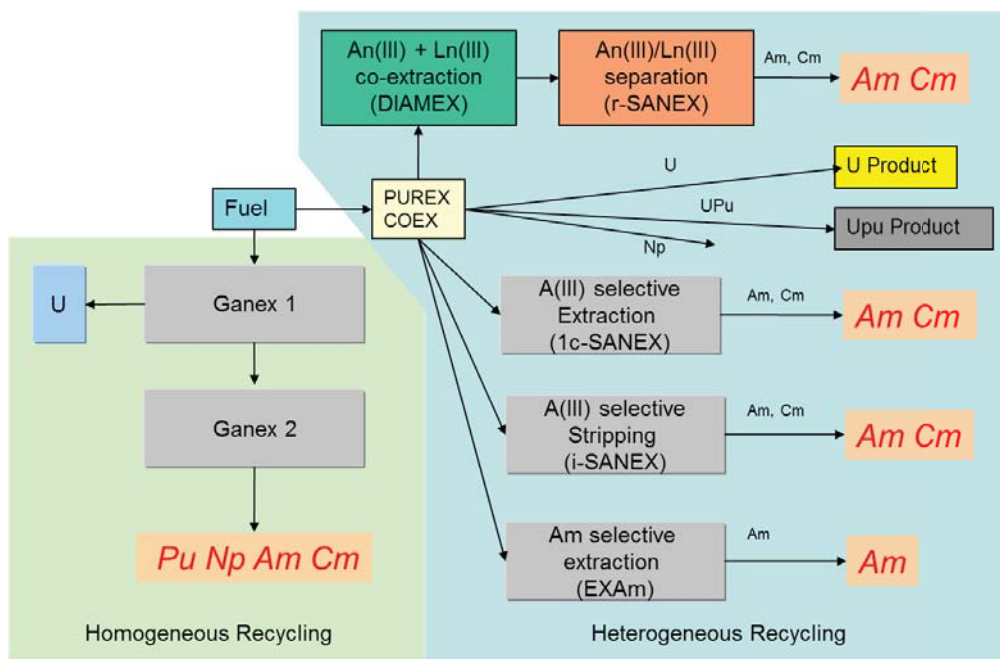 An(III) + Ln(III)
co-extraction
(DIAMEX)
An(III)/Ln(III)
separation
(r-SANEX)
Am, Cm
Am Cm
U
U Product
PUREX
COEX
Fuel
UPu
Upu Product
Np
U
Ganex 1
A(III) selective
Extraction
(1c-SANEX)
Am, Cm
Am Cm
Ganex 2
A(III) selective
Stripping
(i-SANEX)
Am, Cm
Am Cm
Pu Np Am Cm
Am selective
extraction
(EXAm)
Am
Am
Homogeneous Recycling
Heterogeneous Recycling